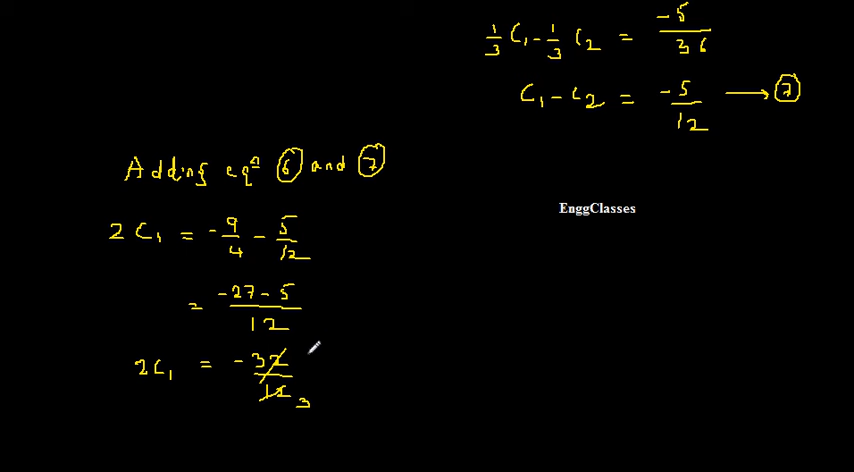 1/3 C₁ - 1/3 C₂ = -5/36
C₁ - C₂ = -5/12 ⟶ ⑦
Adding eqⁿ ⑥ and ⑦
EnggClasses
2C₁ = -9/4 - 5/12
= -27-5/12
2C₁ = -32/12 3